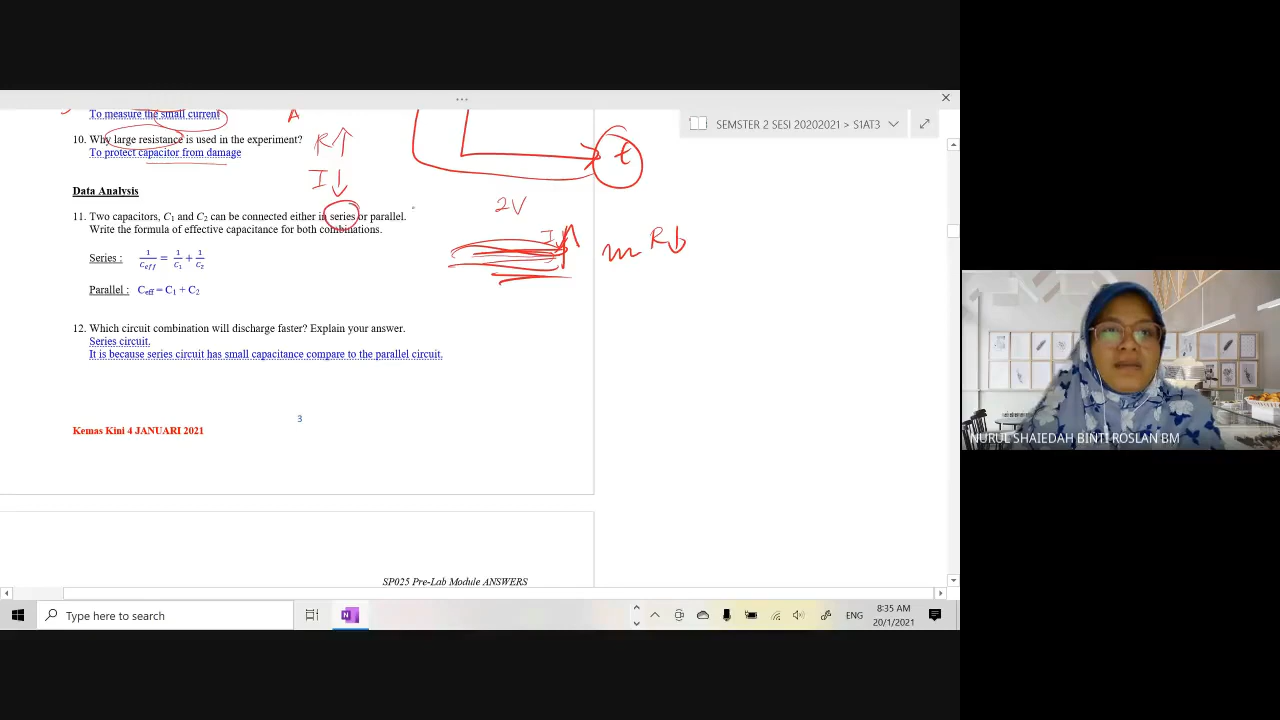 To measure the small current
A
10. Why large resistance is used in the experiment?
To protect capacitor from damage
R↑
I↓
t
Data Analysis
2V
11. Two capacitors, C1 and C2 can be connected either in series or parallel.
Write the formula of effective capacitance for both combinations.
I↑
R↓
Series : 1/Ceff = 1/C1 + 1/C2
Parallel : Ceff = C1 + C2
12. Which circuit combination will discharge faster? Explain your answer.
Series circuit.
It is because series circuit has small capacitance compare to the parallel circuit.
3
Kemas Kini 4 JANUARI 2021
SP025 Pre-Lab Module ANSWERS
SEMSTER 2 SESI 20202021 > S1AT3
NURUL SHAIEDAH BINTI ROSLAN BM
Type here to search
N
ENG
8:35 AM
20/1/2021